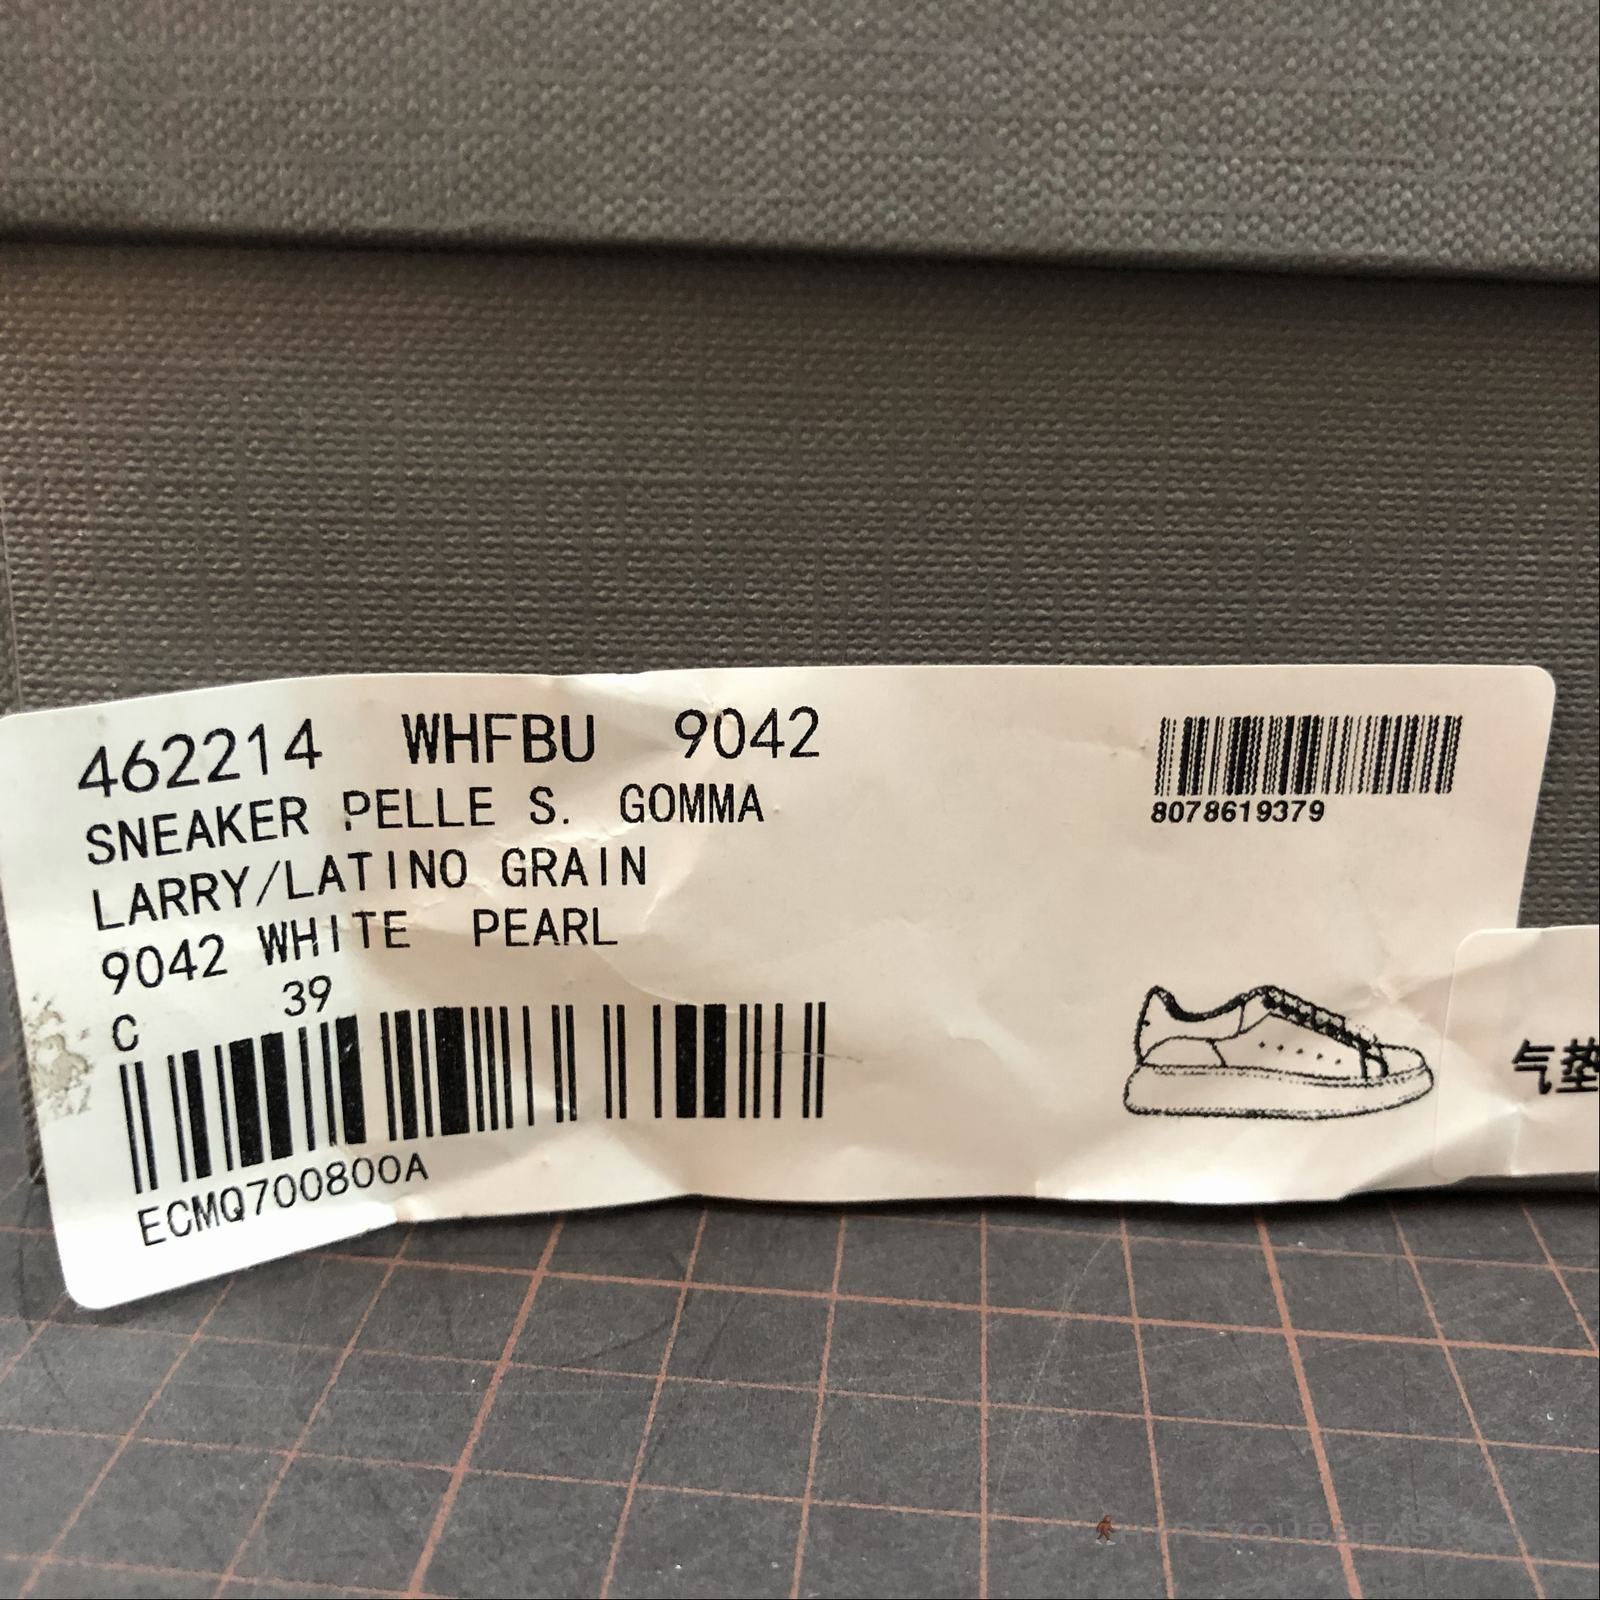 462214 WHFBU 9042
SNEAKER PELLE S. GOMMA
LARRY/LATINO GRAIN
9042 WHITE PEARL
C 39
ECMQ700800A
8078619379
气垫